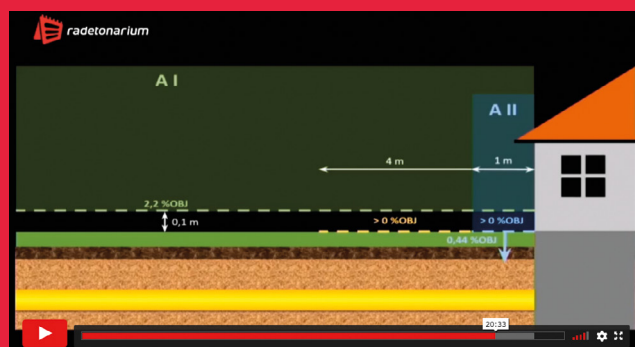 radetonarium
A I
A II
4 m
1 m
2,2 %OBJ
0,1 m
> 0 %OBJ
> 0 %OBJ
0,44 %OBJ
20:33